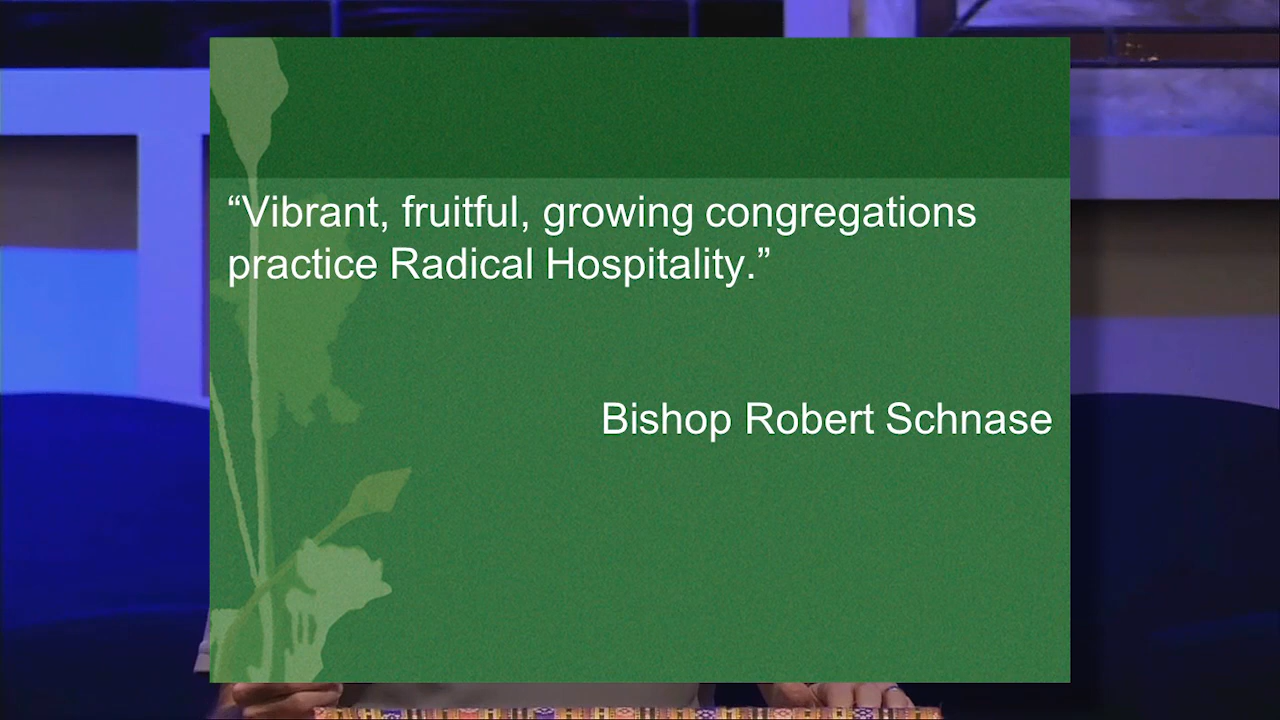 “Vibrant, fruitful, growing congregations
practice Radical Hospitality.”
Bishop Robert Schnase